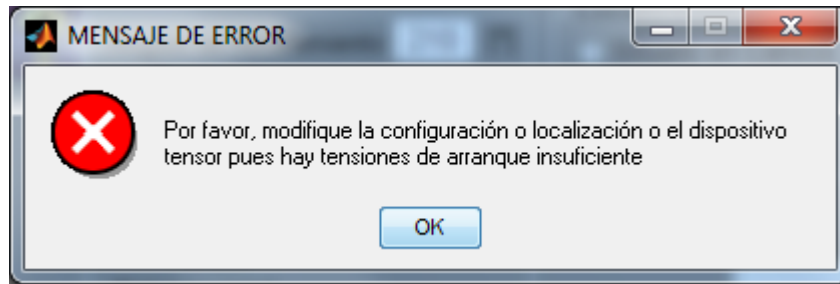 MENSAJE DE ERROR
Por favor, modifique la configuración o localización o el dispositivo
tensor pues hay tensiones de arranque insuficiente
OK